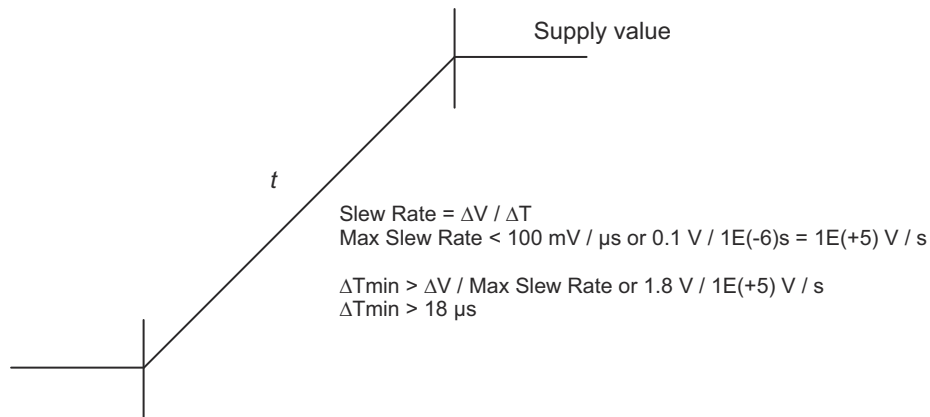 Supply value
t
Slew Rate = ∆V / ∆T
Max Slew Rate < 100 mV / µs or 0.1 V / 1E(-6)s = 1E(+5) V / s
∆Tmin > ∆V / Max Slew Rate or 1.8 V / 1E(+5) V / s
∆Tmin > 18 µs